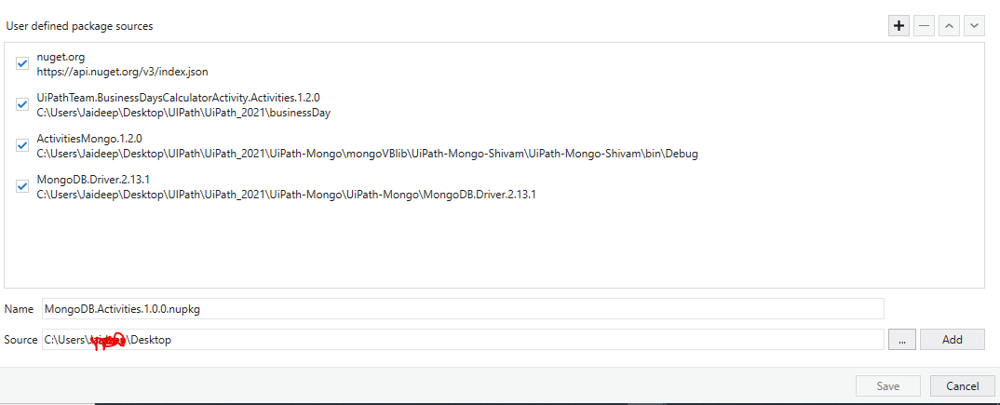 User defined package sources
nuget.org
https://api.nuget.org/v3/index.json
UiPathTeam.BusinessDaysCalculatorActivity.Activities.1.2.0
C:\Users\Jaideep\Desktop\UIPath\UiPath_2021\businessDay
ActivitiesMongo.1.2.0
C:\Users\Jaideep\Desktop\UIPath\UiPath_2021\UiPath-Mongo\mongoVBlib\UiPath-Mongo-Shivam\UiPath-Mongo-Shivam\bin\Debug
MongoDB.Driver.2.13.1
C:\Users\Jaideep\Desktop\UIPath\UiPath_2021\UiPath-Mongo\UiPath-Mongo\MongoDB.Driver.2.13.1
Name MongoDB.Activities.1.0.0.nupkg
Source C:\Users\ \Desktop ... Add
Save Cancel